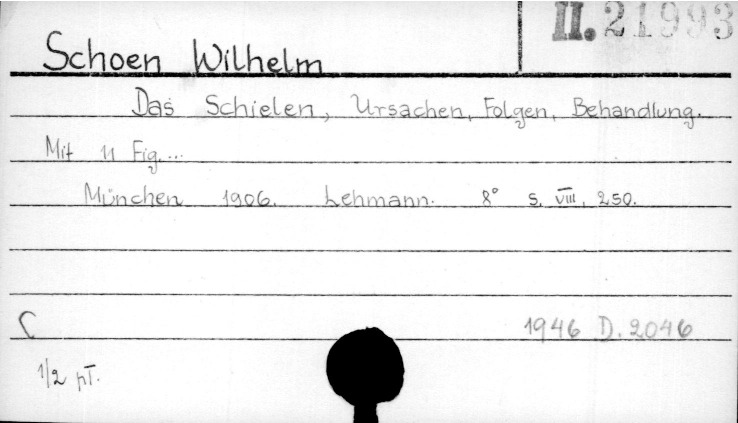 II. 21993
Schoen Wilhelm
Das Schielen, Ursachen, Folgen, Behandlung.
Mit 11 Fig....
München 1906. Lehmann. 8° S. VIII, 250.
C 1946 D. 2046
1/2 pT.